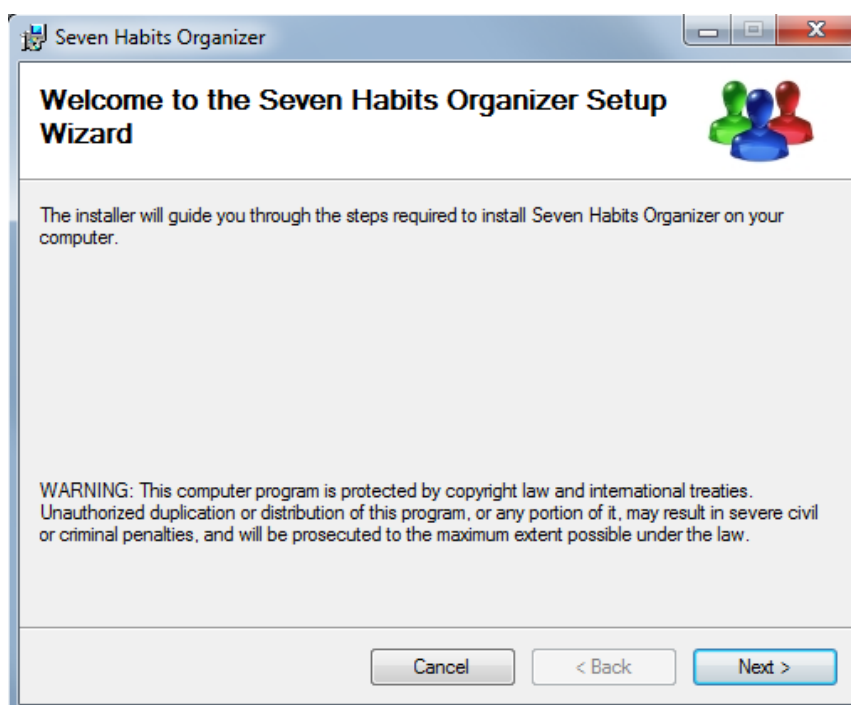 Seven Habits Organizer
Welcome to the Seven Habits Organizer Setup
Wizard
The installer will guide you through the steps required to install Seven Habits Organizer on your
computer.
WARNING: This computer program is protected by copyright law and international treaties.
Unauthorized duplication or distribution of this program, or any portion of it, may result in severe civil
or criminal penalties, and will be prosecuted to the maximum extent possible under the law.
Cancel
< Back
Next >